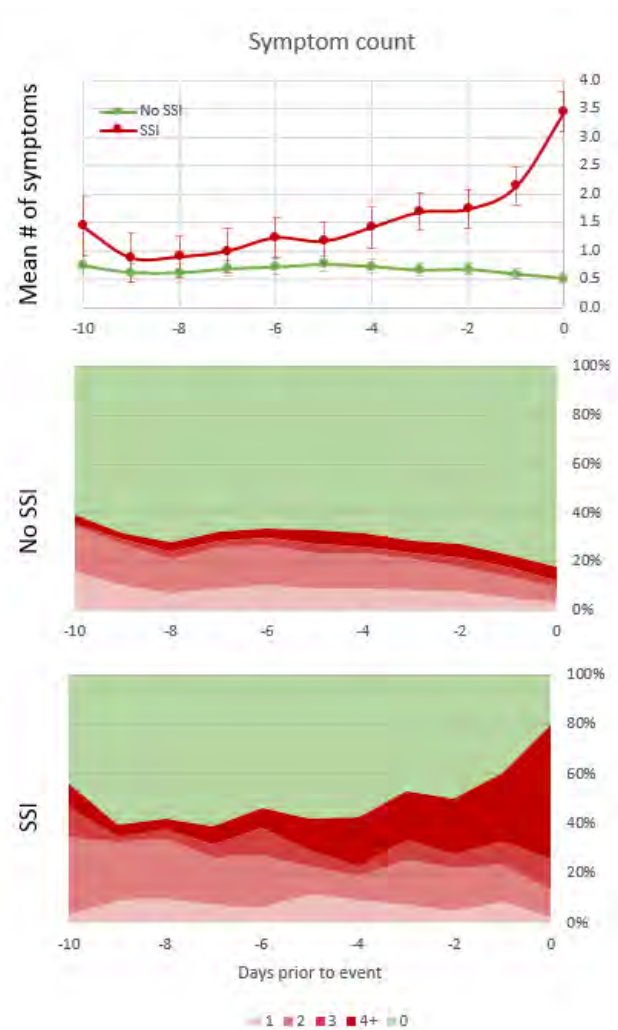 Symptom count
Mean # of symptoms
No SSI
SSI
4.0
3.5
3.0
2.5
2.0
1.5
1.0
0.5
0.0
-10 -8 -6 -4 -2 0
No SSI
100%
80%
60%
40%
20%
0%
-10 -8 -6 -4 -2 0
SSI
100%
80%
60%
40%
20%
0%
-10 -8 -6 -4 -2 0
Days prior to event
1 2 3 4+ 0